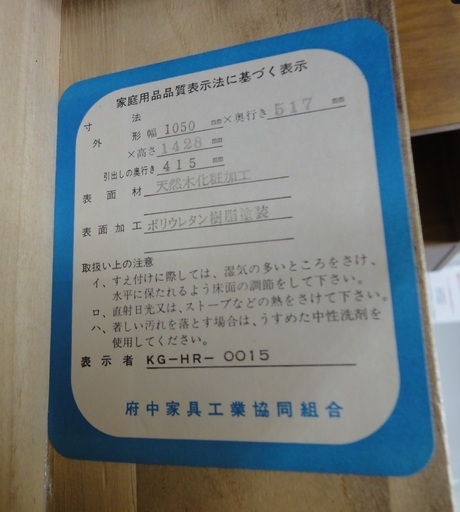 家庭用品品質表示法に基づく表示
寸法
外形 幅 1050 mm × 奥行き 517 mm
×高さ 1428 mm
引出しの奥行き 415 mm
表面材 天然木化粧加工
表面加工 ポリウレタン樹脂塗装
取扱い上の注意
イ、すえ付けに際しては、湿気の多いところをさけ、
水平に保たれるよう床面の調節をして下さい。
ロ、直射日光又は、ストーブなどの熱をさけて下さい。
ハ、著しい汚れを落とす場合は、うすめた中性洗剤を
使用してください。
表示者 KG-HR-0015
府中家具工業協同組合